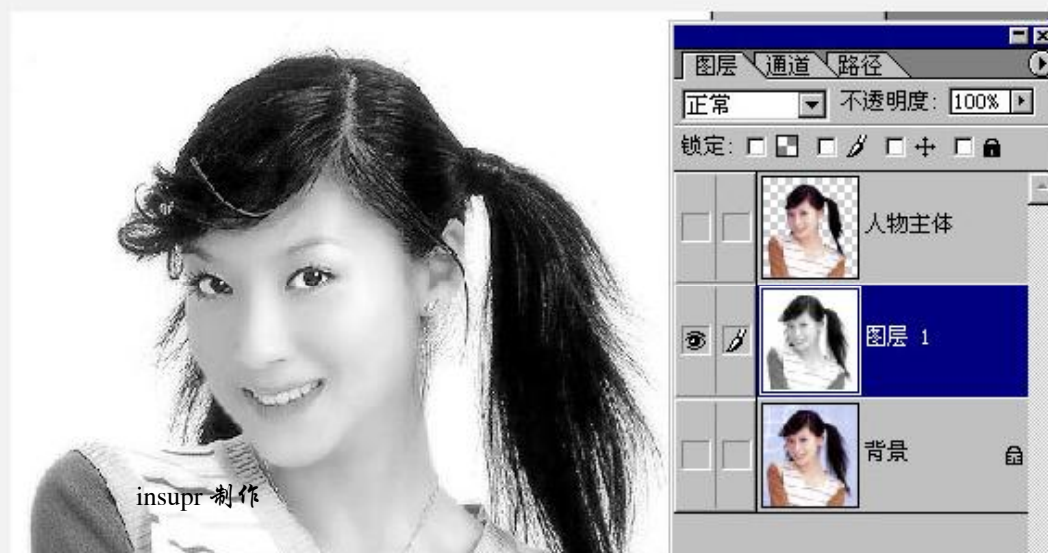 图层 通道 路径
正常 不透明度: 100%
锁定:
人物主体
图层 1
背景
insupr 制作